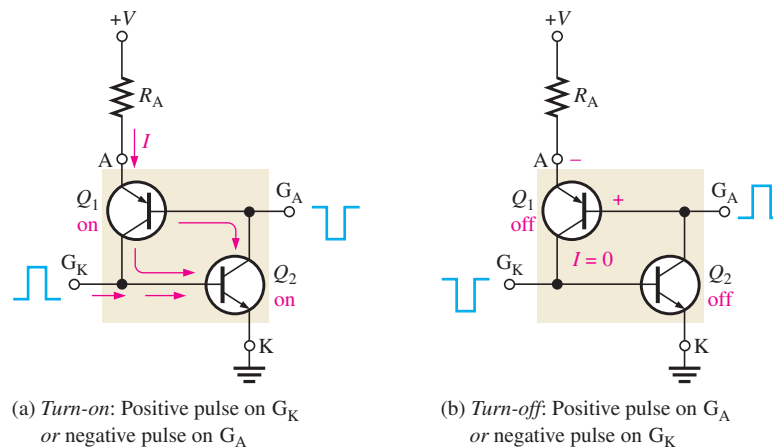 +V
R_A
I
A
Q_1
on
G_A
G_K
Q_2
on
K
(a) Turn-on: Positive pulse on G_K
or negative pulse on G_A
+V
R_A
A −
Q_1
off
+
G_A
G_K
I = 0
Q_2
off
K
(b) Turn-off: Positive pulse on G_A
or negative pulse on G_K